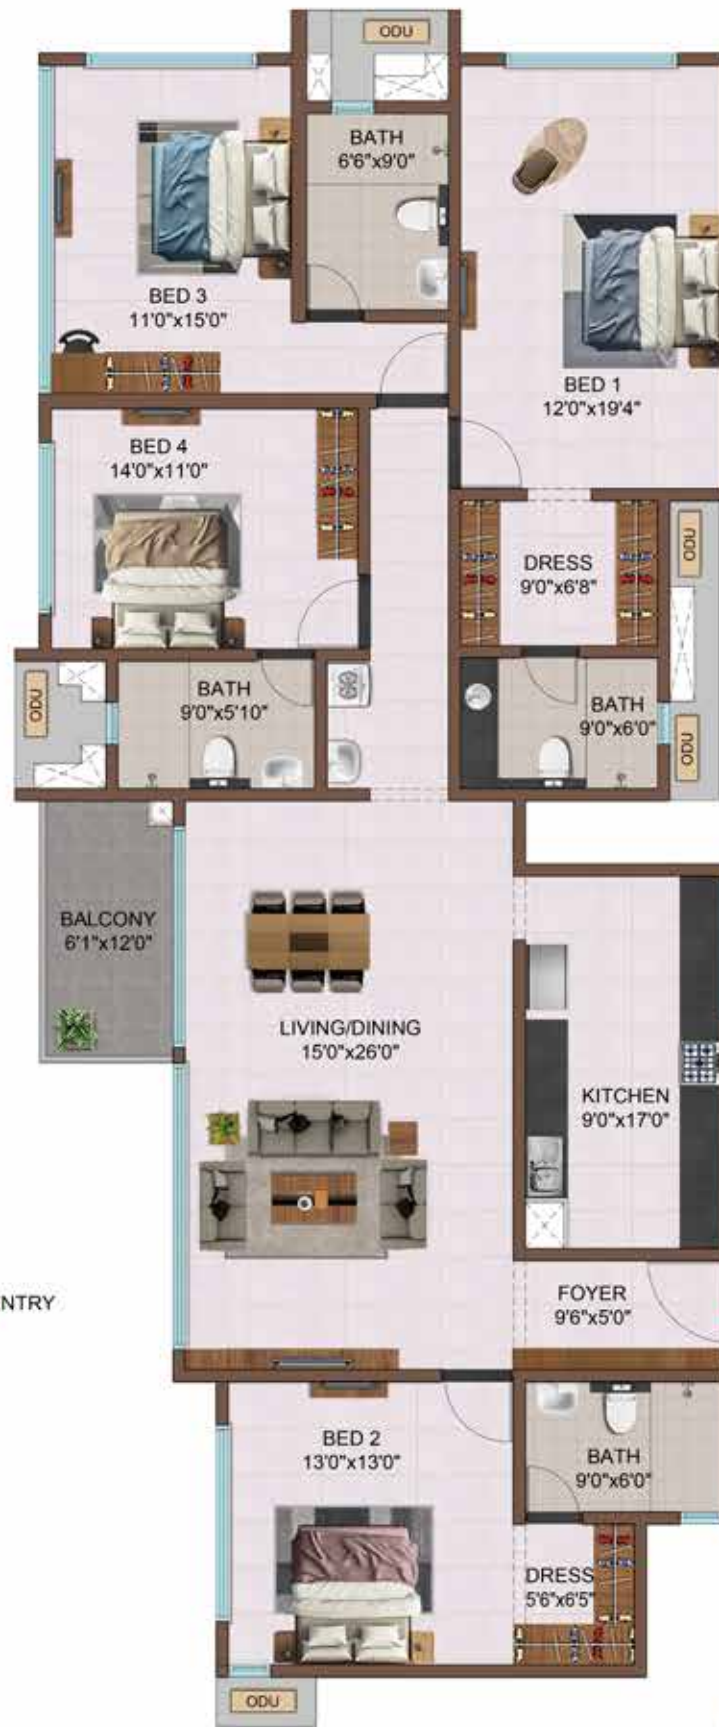 ODU
BATH
6'6"x9'0"
BED 3
11'0"x15'0"
BED 1
12'0"x19'4"
BED 4
14'0"x11'0"
DRESS
9'0"x6'8"
ODU
ODU
BATH
9'0"x5'10"
BATH
9'0"x6'0"
ODU
BALCONY
6'1"x12'0"
LIVING/DINING
15'0"x26'0"
KITCHEN
9'0"x17'0"
NTRY
FOYER
9'6"x5'0"
BED 2
13'0"x13'0"
BATH
9'0"x6'0"
DRESS
5'6"x6'5"
ODU